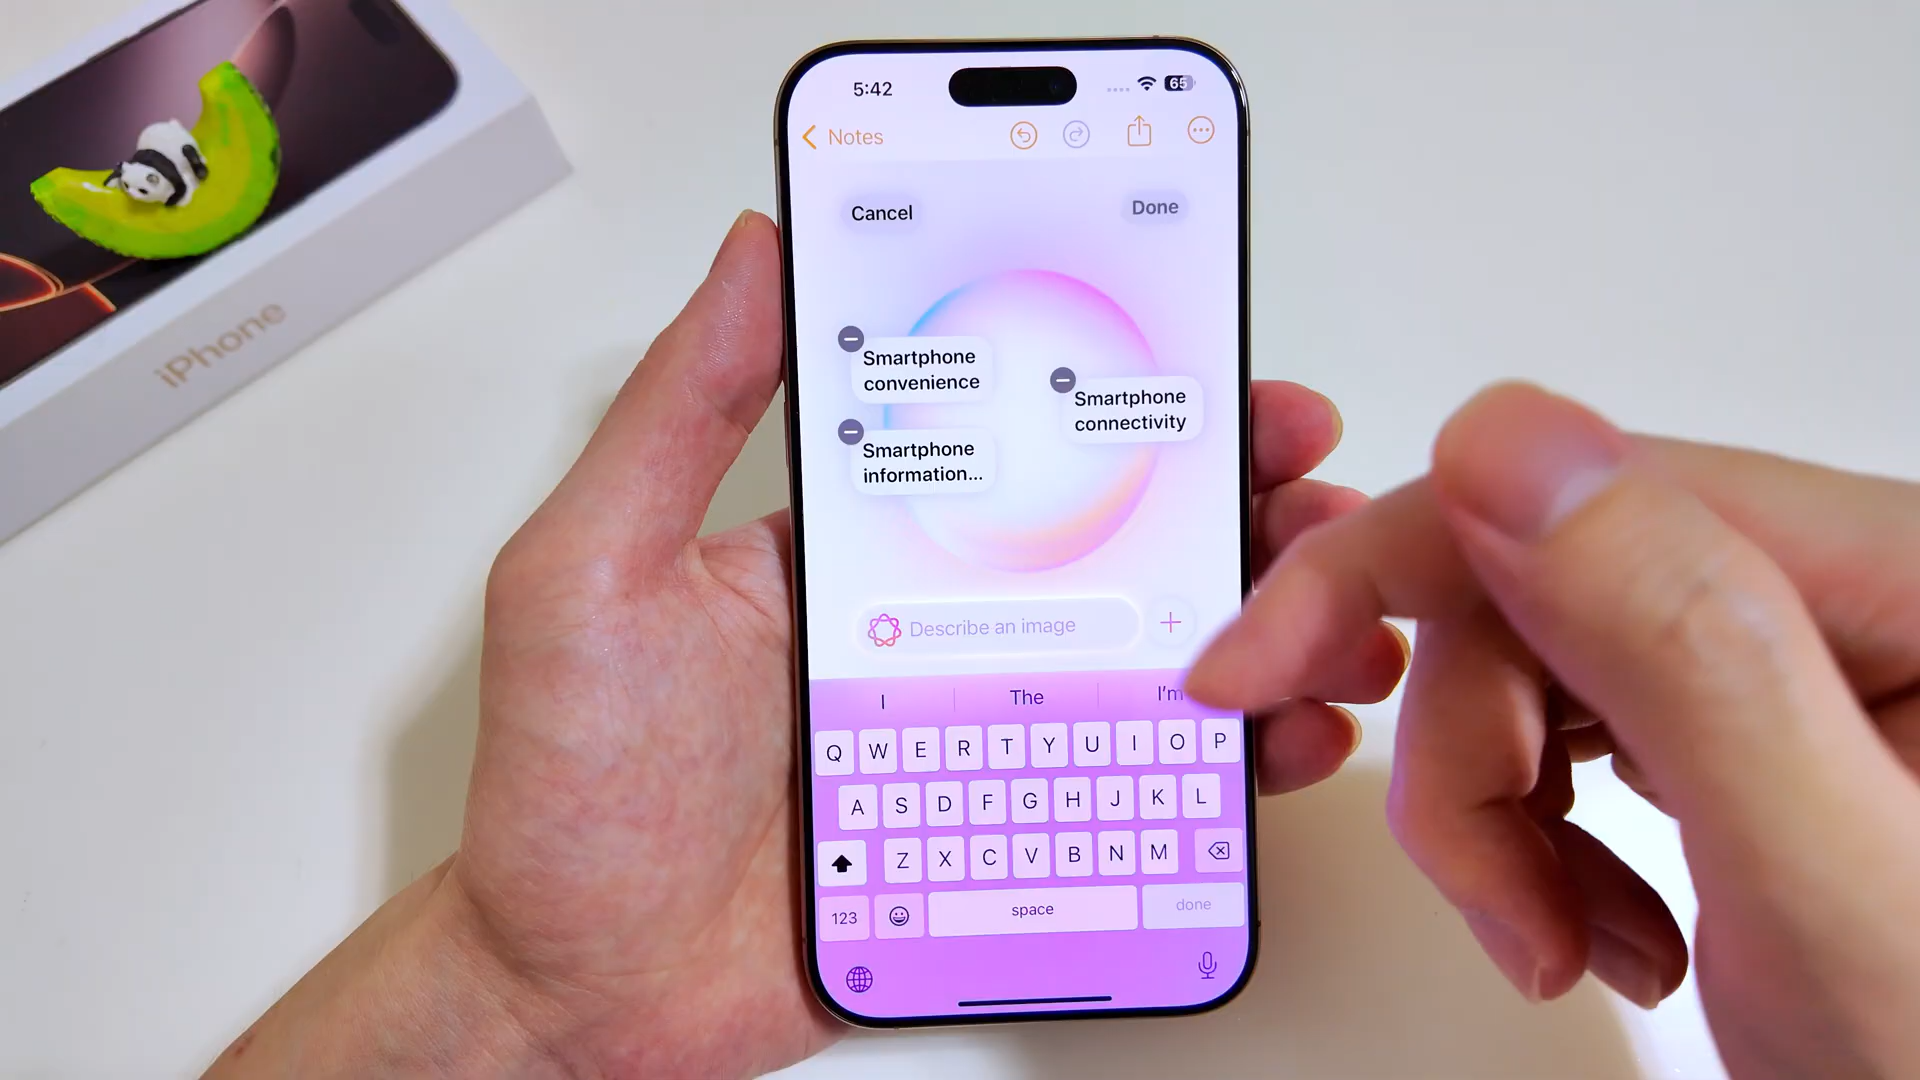 iPhone
5:42
65
Notes
Cancel
Done
Smartphone
convenience
Smartphone
connectivity
Smartphone
information...
Describe an image
I
The
I'm
Q W E R T Y U I O P
A S D F G H J K L
Z X C V B N M
123
space
done